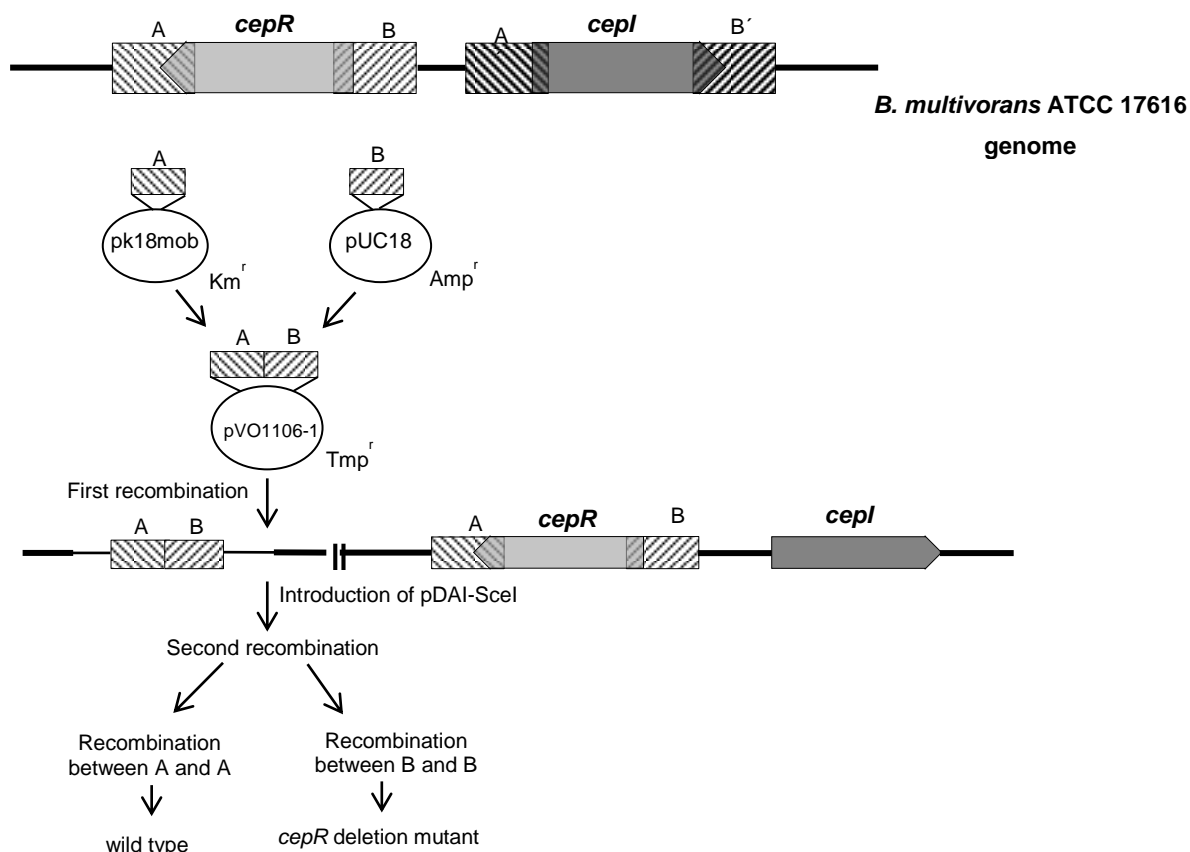 A cepR B A cepI B´
B. multivorans ATCC 17616
genome
A B
pk18mob pUC18
Km r Amp r
A B
pVO1106-1
Tmp r
First recombination
A B A cepR B cepI
Introduction of pDAI-SceI
Second recombination
Recombination
between A and A
Recombination
between B and B
wild type
cepR deletion mutant